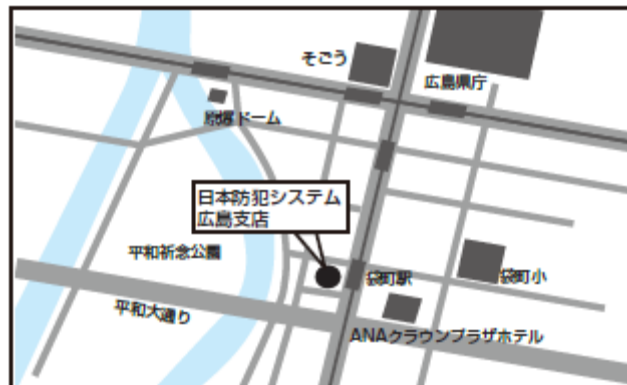 そごう
広島県庁
原爆ドーム
日本防犯システム
広島支店
平和祈念公園
袋町駅
袋町小
平和大通り
ANAクラウンプラザホテル